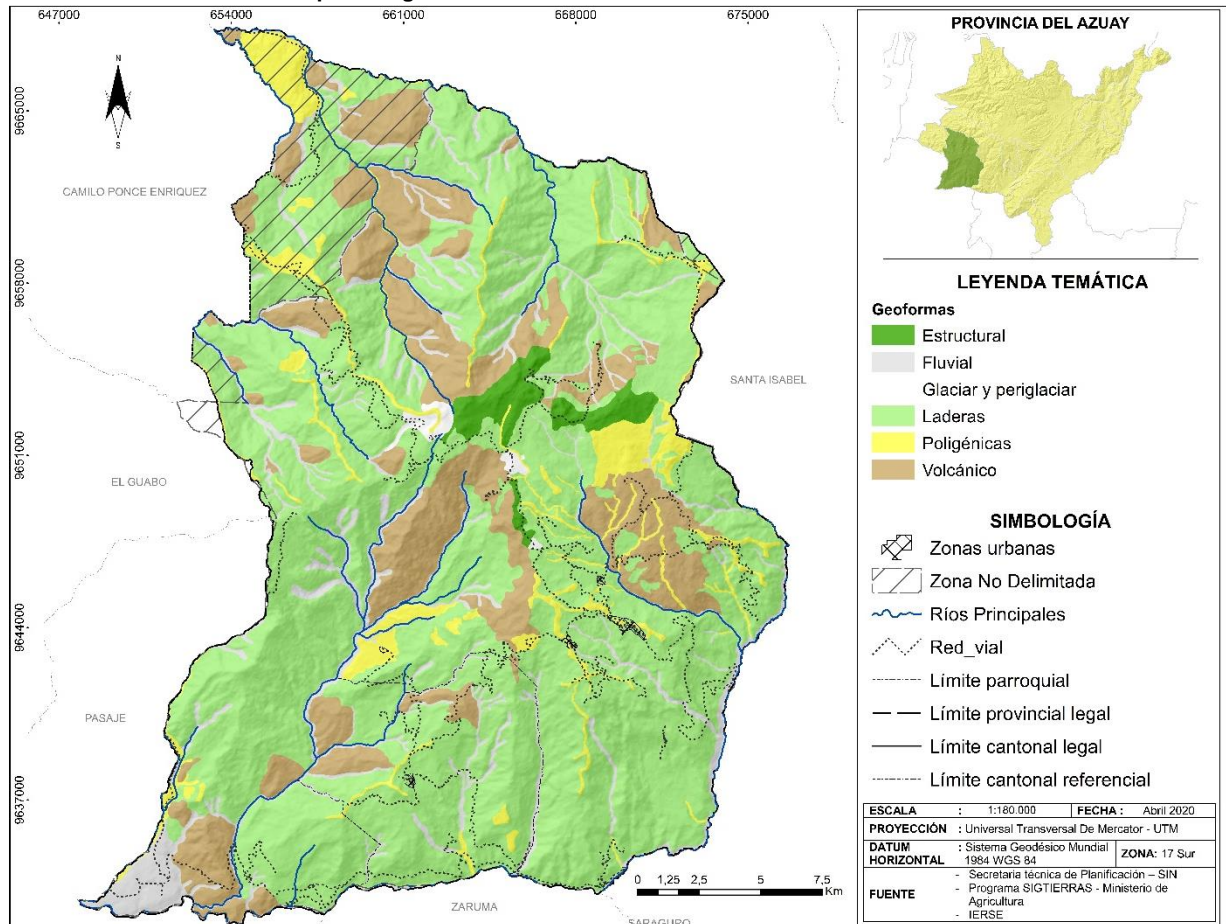 647000
654000
661000
668000
675000
9665000
9658000
9651000
9644000
9637000
N
S
CAMILO PONCE ENRIQUEZ
SANTA ISABEL
EL GUABO
PASAJE
ZARUMA
SARAGURO
0 1,25 2,5 5 7,5
Km
PROVINCIA DEL AZUAY
LEYENDA TEMÁTICA
Geoformas
Estructural
Fluvial
Glaciar y periglaciar
Laderas
Poligénicas
Volcánico
SIMBOLOGÍA
Zonas urbanas
Zona No Delimitada
Ríos Principales
Red_vial
Límite parroquial
Límite provincial legal
Límite cantonal legal
Límite cantonal referencial
ESCALA : 1:180.000 FECHA : Abril 2020
PROYECCIÓN : Universal Transversal De Mercator - UTM
DATUM HORIZONTAL : Sistema Geodésico Mundial 1984 WGS 84 ZONA: 17 Sur
FUENTE
- Secretaria técnica de Planificación – SIN
- Programa SIGTIERRAS - Ministerio de Agricultura
- IERSE